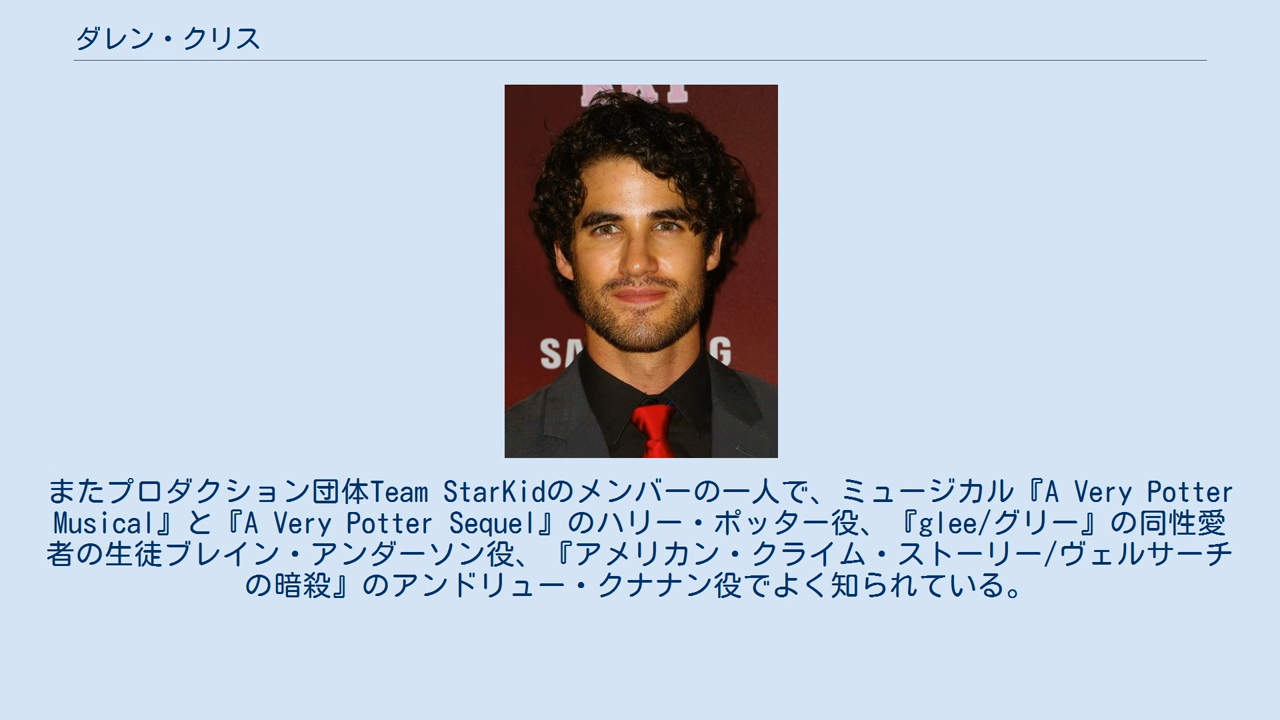 ダレン・クリス
SA G
またプロダクション団体Team StarKidのメンバーの一人で、ミュージカル『A Very Potter
Musical』と『A Very Potter Sequel』のハリー・ポッター役、『glee/グリー』の同性愛
者の生徒ブレイン・アンダーソン役、『アメリカン・クライム・ストーリー/ヴェルサーチ
の暗殺』のアンドリュー・クナナン役でよく知られている。